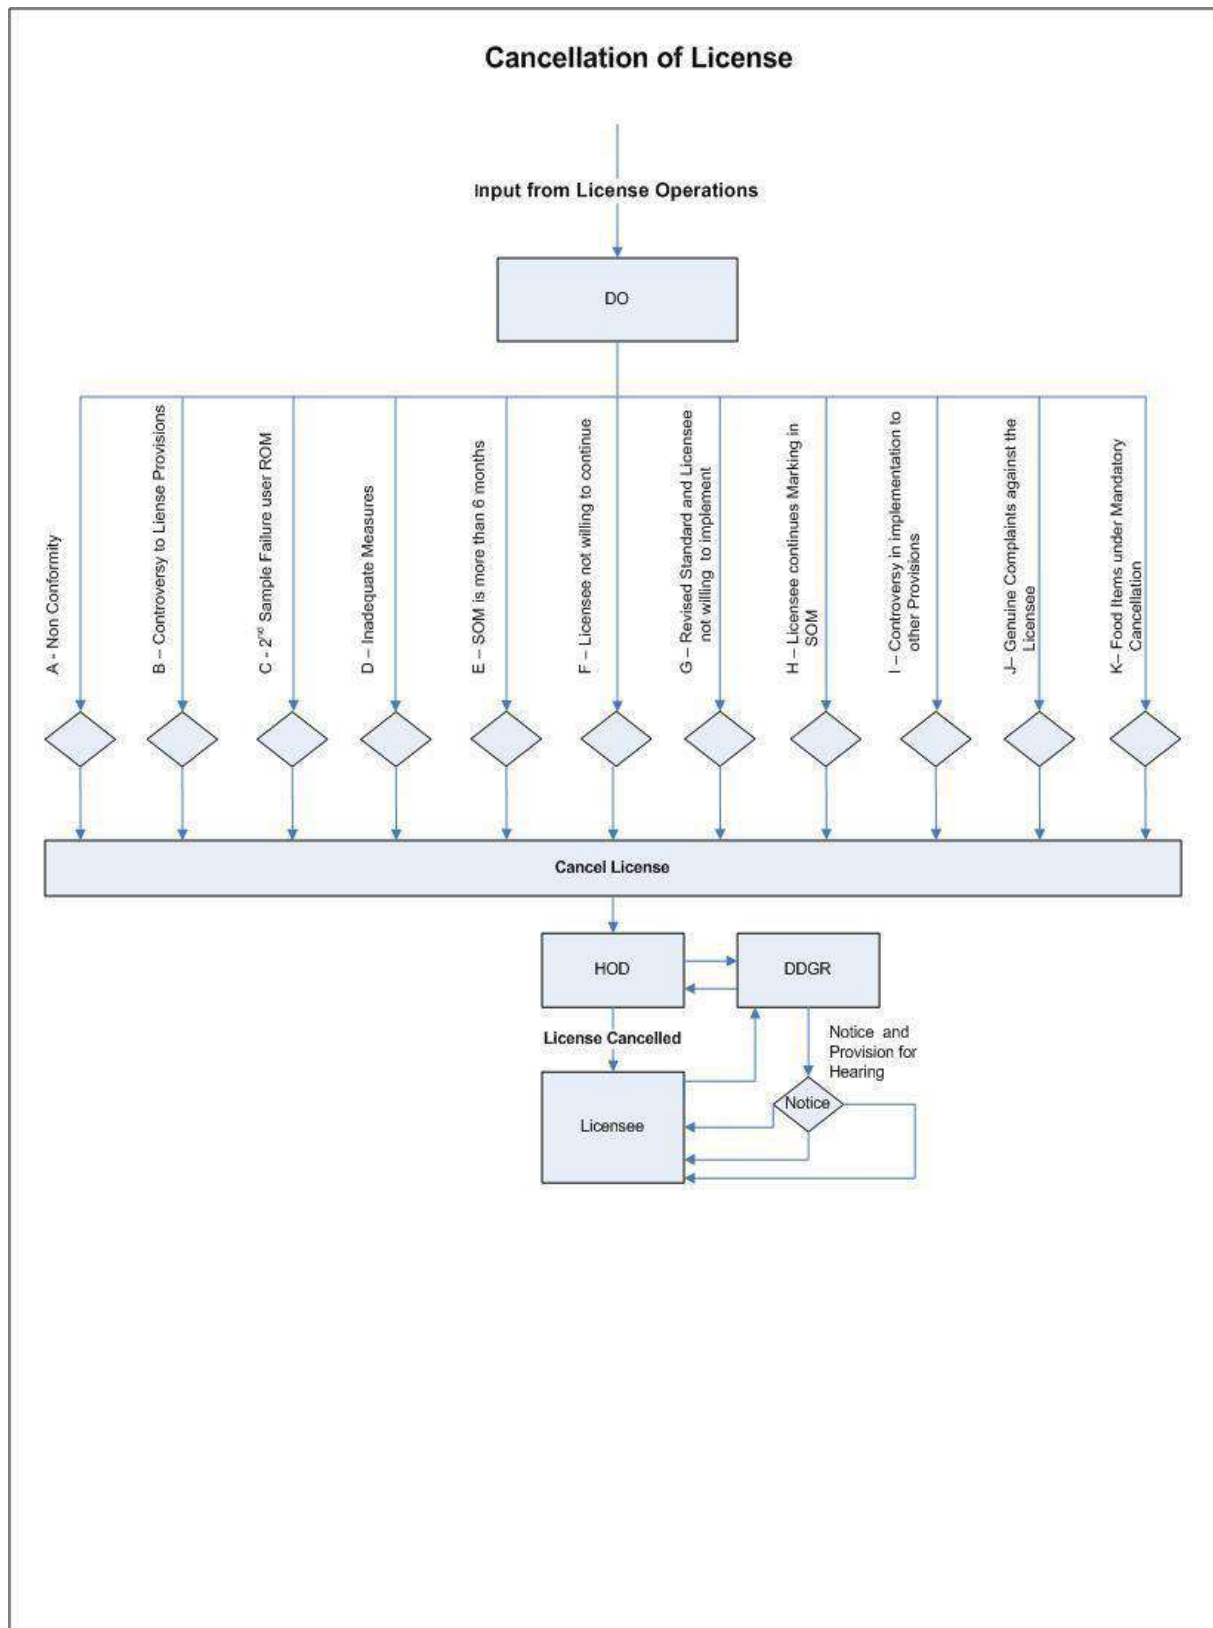 Cancellation of License
Input from License Operations
DO
A - Non Conformity
B – Controversy to Liense Provisions
C - 2nd Sample Failure user ROM
D – Inadequate Measures
E – SOM is more than 6 months
F – Licensee not willing to continue
G – Revised Standard and Licensee
not willing to implement
H – Licensee continues Marking in
SOM
I – Controversy in implementation to
other Provisions
J– Genuine Complaints against the
Licensee
K– Food Items under Mandatory
Cancellation
Cancel License
HOD
DDGR
License Cancelled
Notice and
Provision for
Hearing
Notice
Licensee